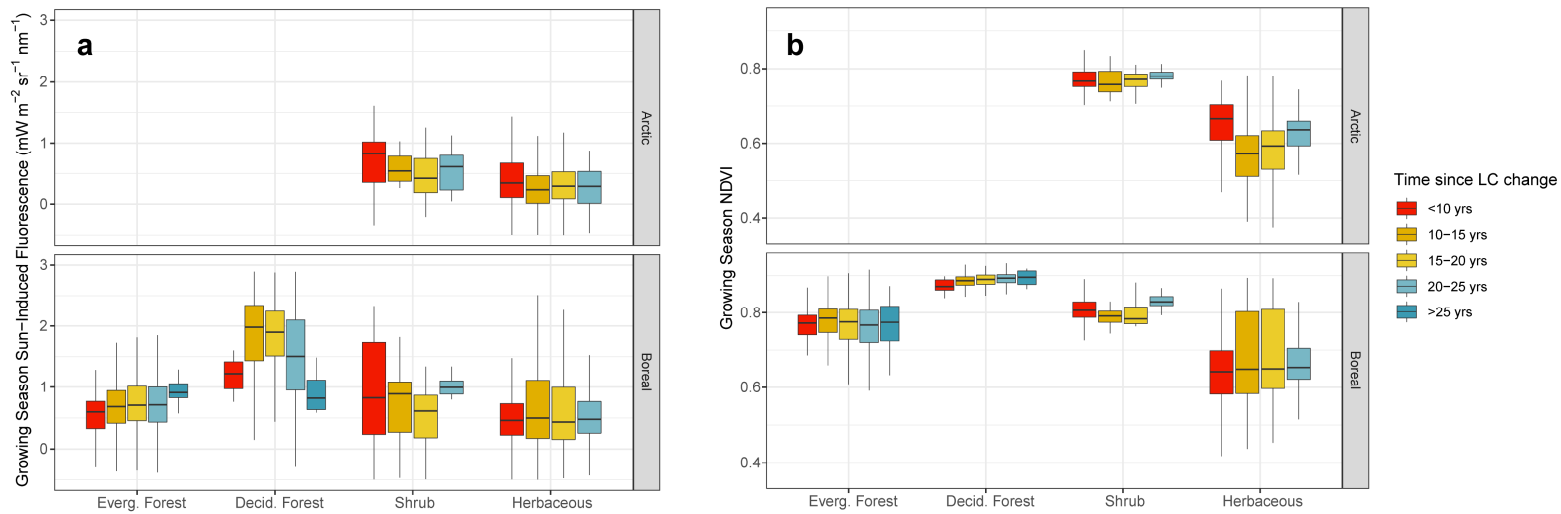 a
Growing Season Sun-Induced Fluorescence (mW m−2 sr−1 nm−1)
3
2
1
0
Arctic
3
2
1
0
Boreal
Everg. Forest
Decid. Forest
Shrub
Herbaceous
b
Growing Season NDVI
0.8
0.6
0.4
Arctic
0.8
0.6
0.4
Boreal
Everg. Forest
Decid. Forest
Shrub
Herbaceous
Time since LC change
<10 yrs
10−15 yrs
15−20 yrs
20−25 yrs
>25 yrs